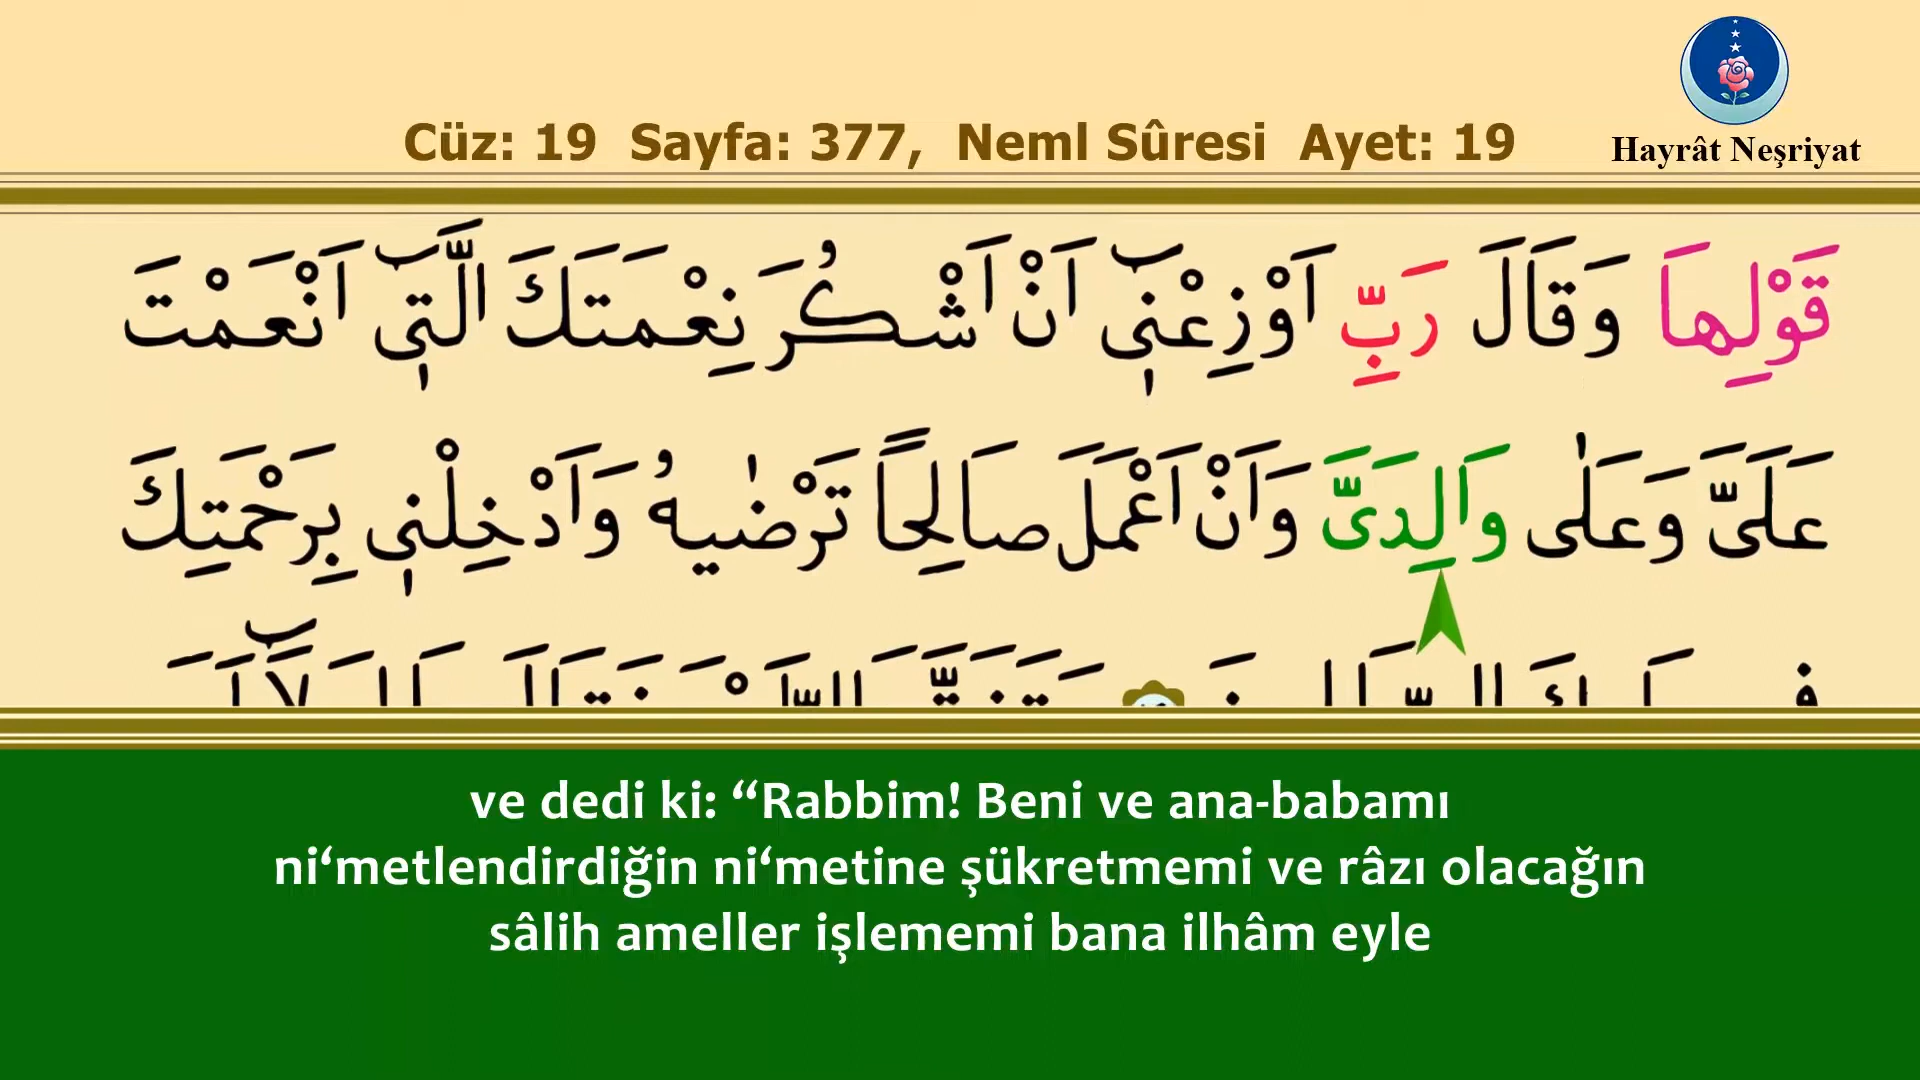 Cüz: 19 Sayfa: 377, Neml Sûresi Ayet: 19
Hayrât Neşriyat
قَوْلِهَا وَقَالَ رَبِّ اَوْزِعْن۪ٓي اَنْ اَشْكُرَ نِعْمَتَكَ الَّت۪ٓي اَنْعَمْتَ
عَلَيَّ وَعَلٰى وَالِدَيَّ وَاَنْ اَعْمَلَ صَالِحًا تَرْضٰيهُ وَاَدْخِلْن۪ي بِرَحْمَتِكَ
ve dedi ki: “Rabbim! Beni ve ana-babamı
ni‘metlendirdiğin ni‘metine şükretmemi ve râzı olacağın
sâlih ameller işlememi bana ilhâm eyle